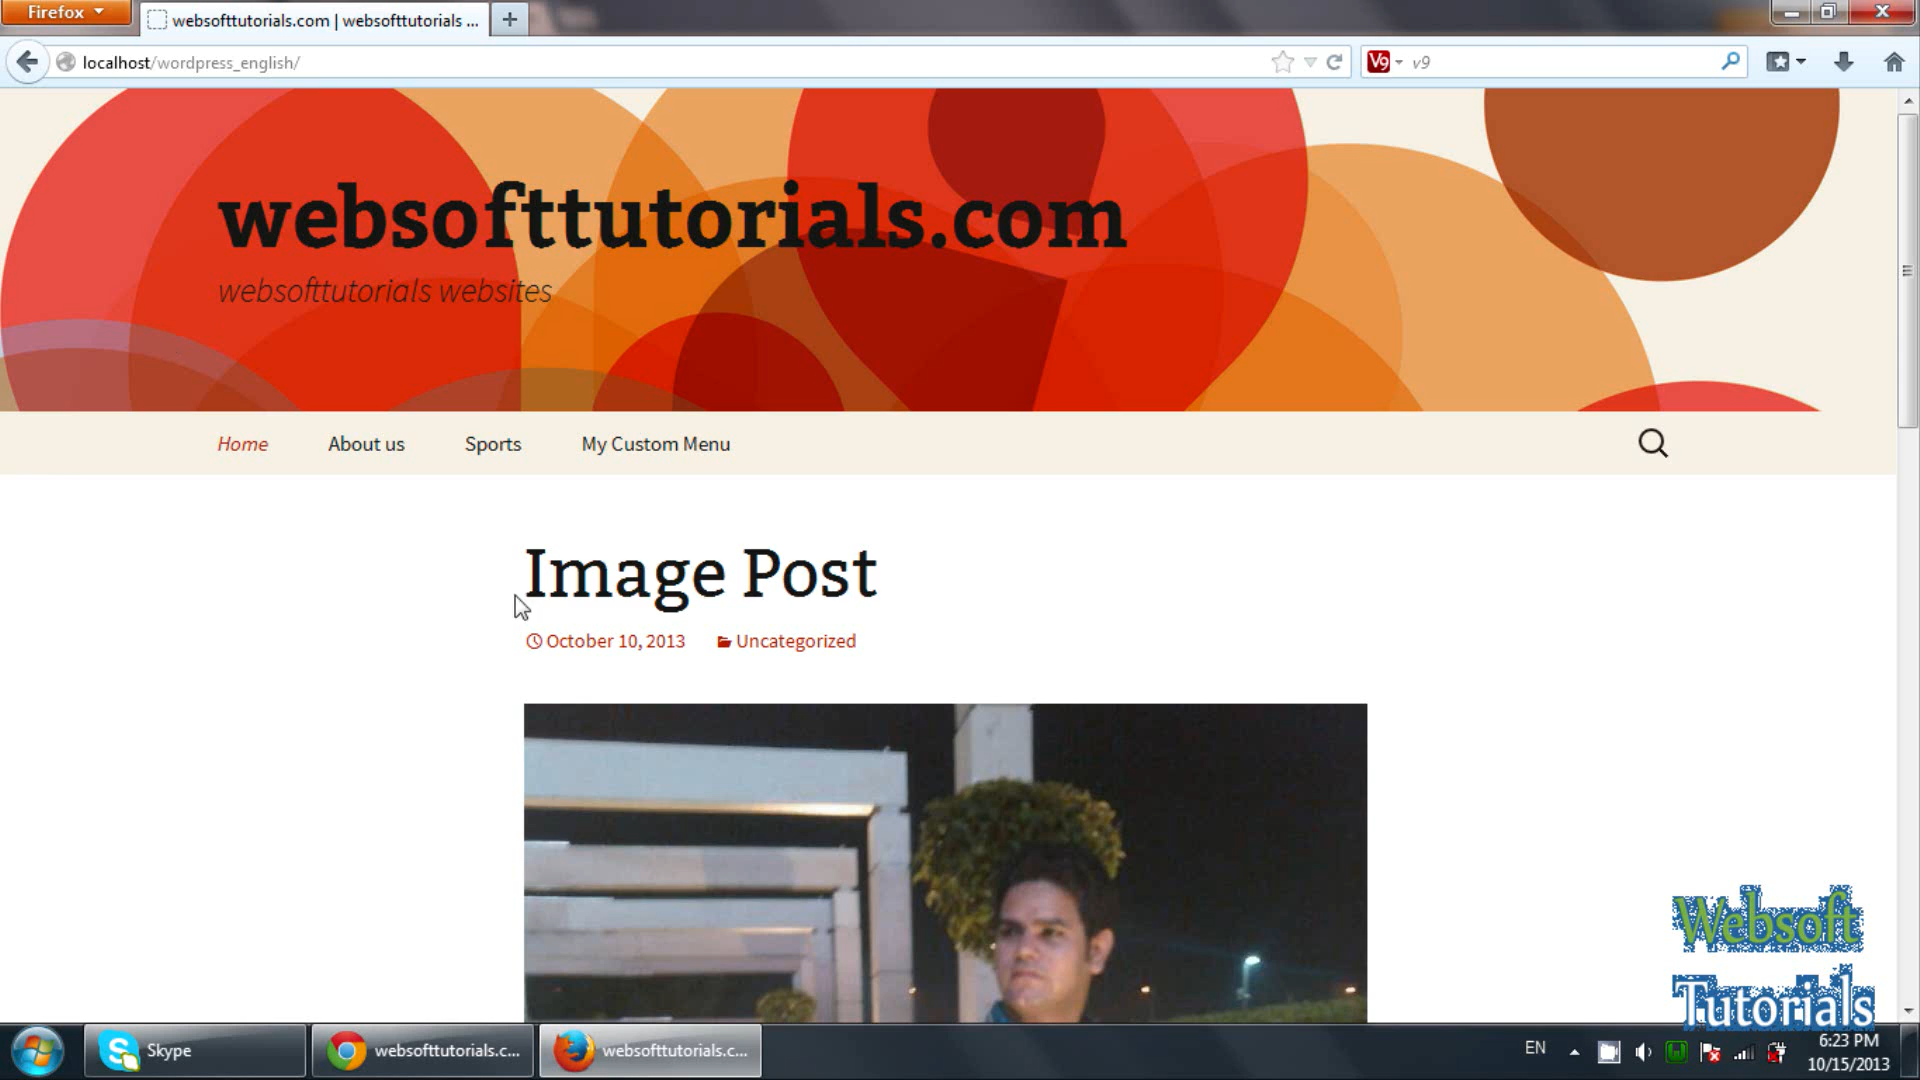 Firefox
websofttutorials.com | websofttutorials ...
localhost/wordpress_english/
V9
v9
websofttutorials.com
websofttutorials websites
Home
About us
Sports
My Custom Menu
Image Post
October 10, 2013
Uncategorized
Websoft
Tutorials
Skype
websofttutorials.c...
websofttutorials.c...
EN
6:23 PM
10/15/2013